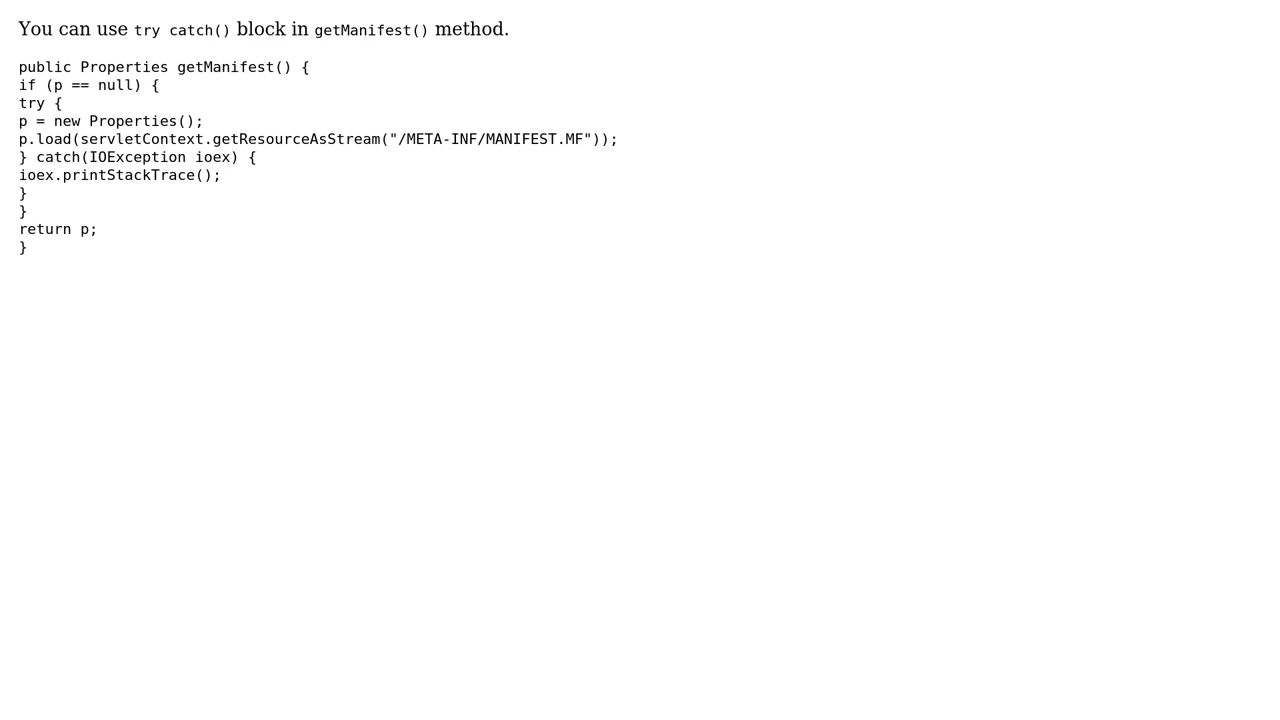 You can use try catch() block in getManifest() method.
public Properties getManifest() {
if (p == null) {
try {
p = new Properties();
p.load(servletContext.getResourceAsStream("/META-INF/MANIFEST.MF"));
} catch(IOException ioex) {
ioex.printStackTrace();
}
}
return p;
}